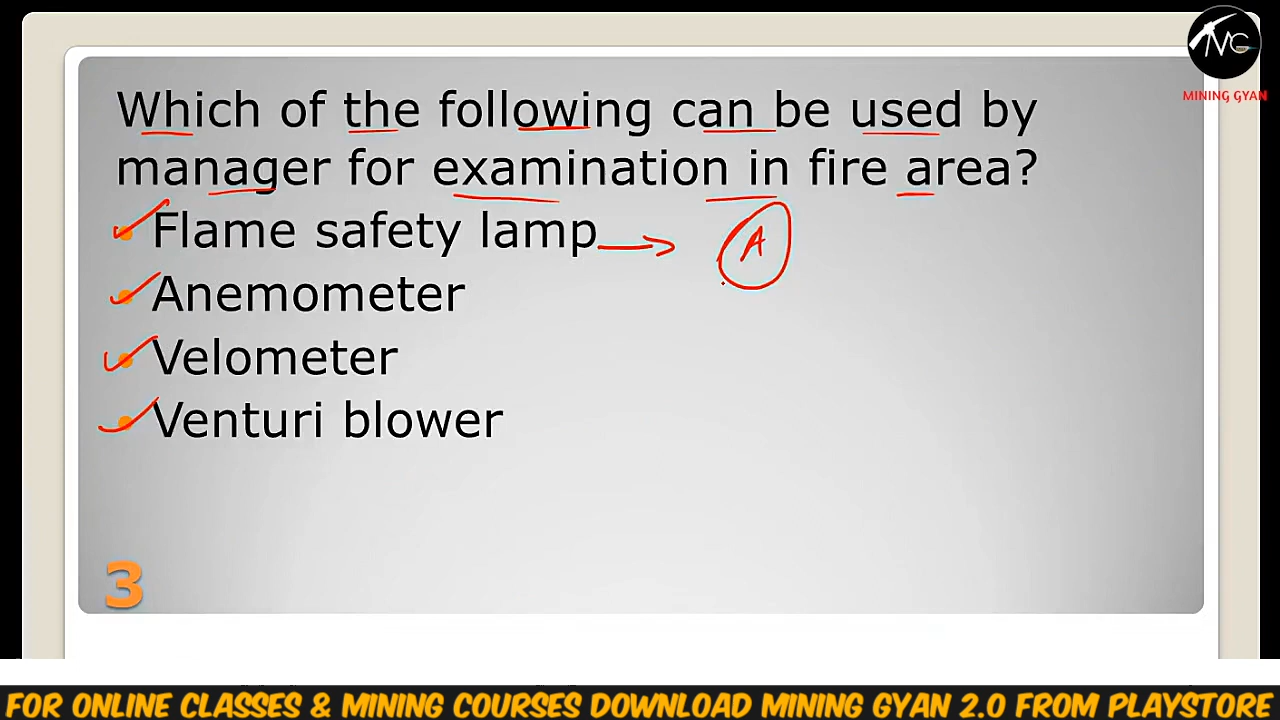 MC
MINING GYAN
Which of the following can be used by
manager for examination in fire area?
Flame safety lamp → A
Anemometer
Velometer
Venturi blower
3
FOR ONLINE CLASSES & MINING COURSES DOWNLOAD MINING GYAN 2.0 FROM PLAYSTORE